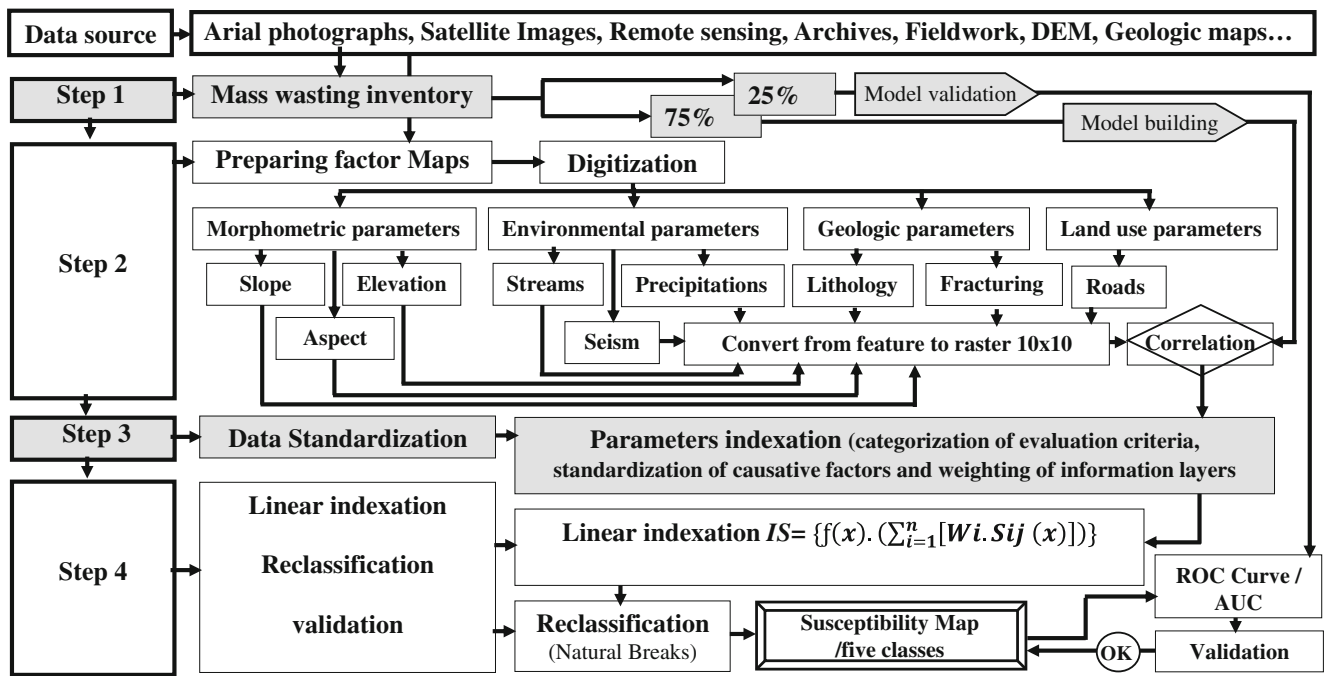 Data source
Arial photographs, Satellite Images, Remote sensing, Archives, Fieldwork, DEM, Geologic maps…
Step 1
Mass wasting inventory
25%
75%
Model validation
Model building
Step 2
Preparing factor Maps
Digitization
Morphometric parameters
Environmental parameters
Geologic parameters
Land use parameters
Slope
Elevation
Streams
Precipitations
Lithology
Fracturing
Roads
Aspect
Seism
Convert from feature to raster 10x10
Correlation
Step 3
Data Standardization
Parameters indexation (categorization of evaluation criteria,
standardization of causative factors and weighting of information layers
Step 4
Linear indexation
Reclassification
validation
Linear indexation IS= {f(x). (∑ⁿᵢ₌₁[Wi.Sij (x)])}
Reclassification
(Natural Breaks)
Susceptibility Map
/five classes
ROC Curve /
AUC
OK
Validation